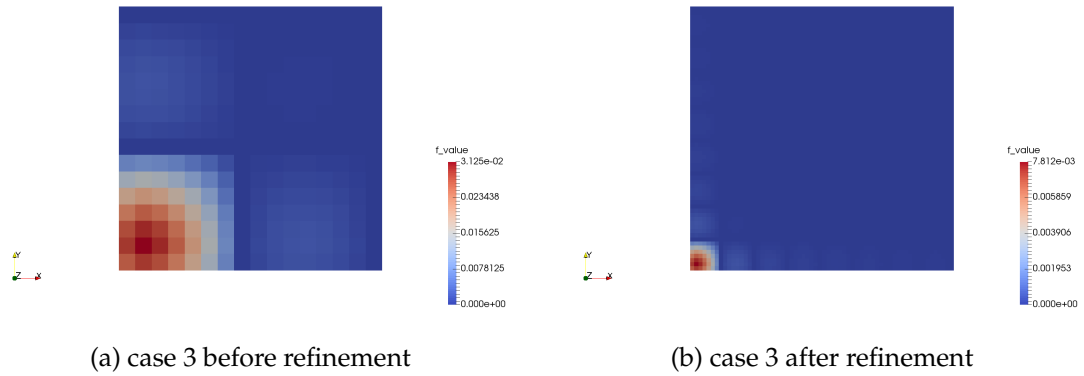 f_value
3.125e-02
0.023438
0.015625
0.0078125
0.000e+00
Y
Z X
f_value
7.812e-03
0.005859
0.003906
0.001953
0.000e+00
Y
Z X
(a) case 3 before refinement
(b) case 3 after refinement